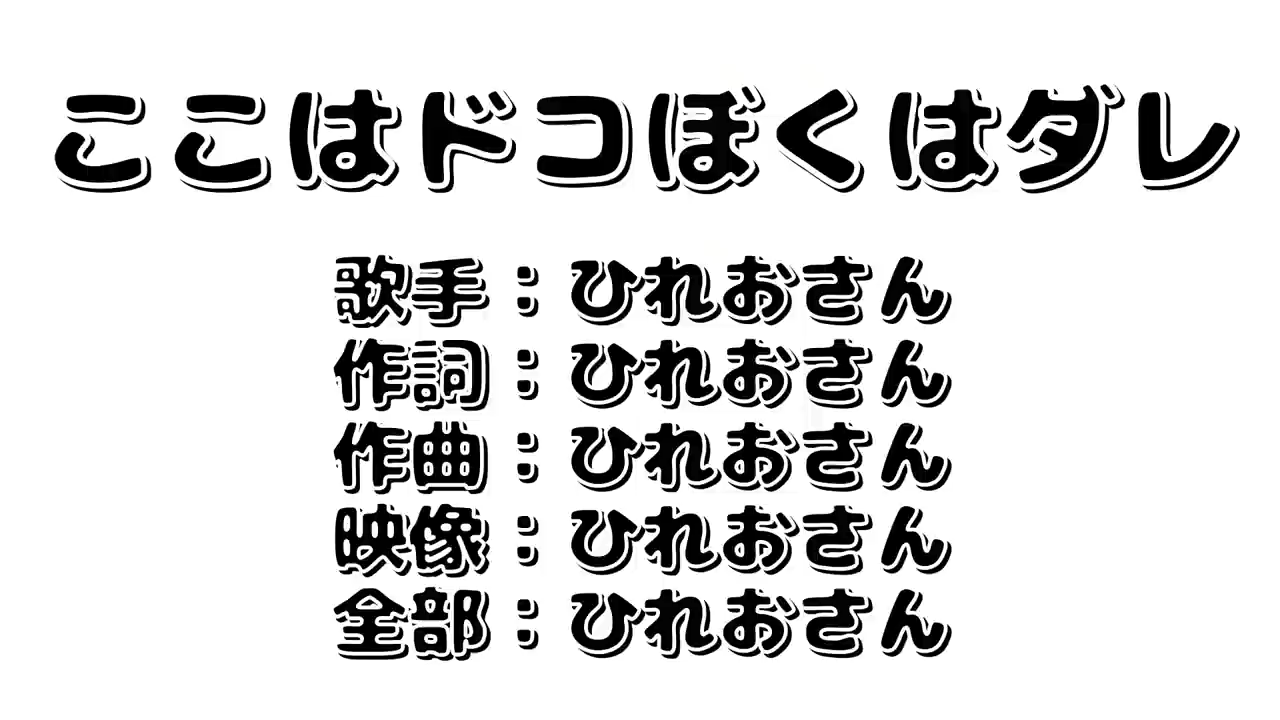 ここはドコぼくはダレ
歌手：ひれおさん
作詞：ひれおさん
作曲：ひれおさん
映像：ひれおさん
全部：ひれおさん